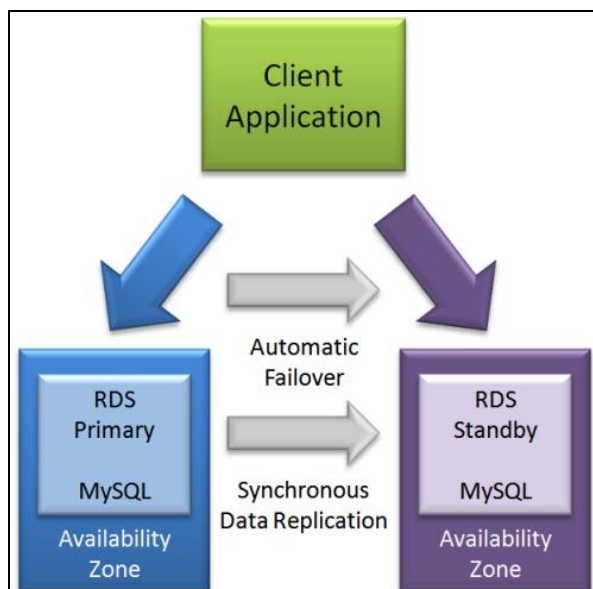 Client
Application
Automatic
Failover
RDS
Primary
MySQL
Availability
Zone
Synchronous
Data Replication
RDS
Standby
MySQL
Availability
Zone